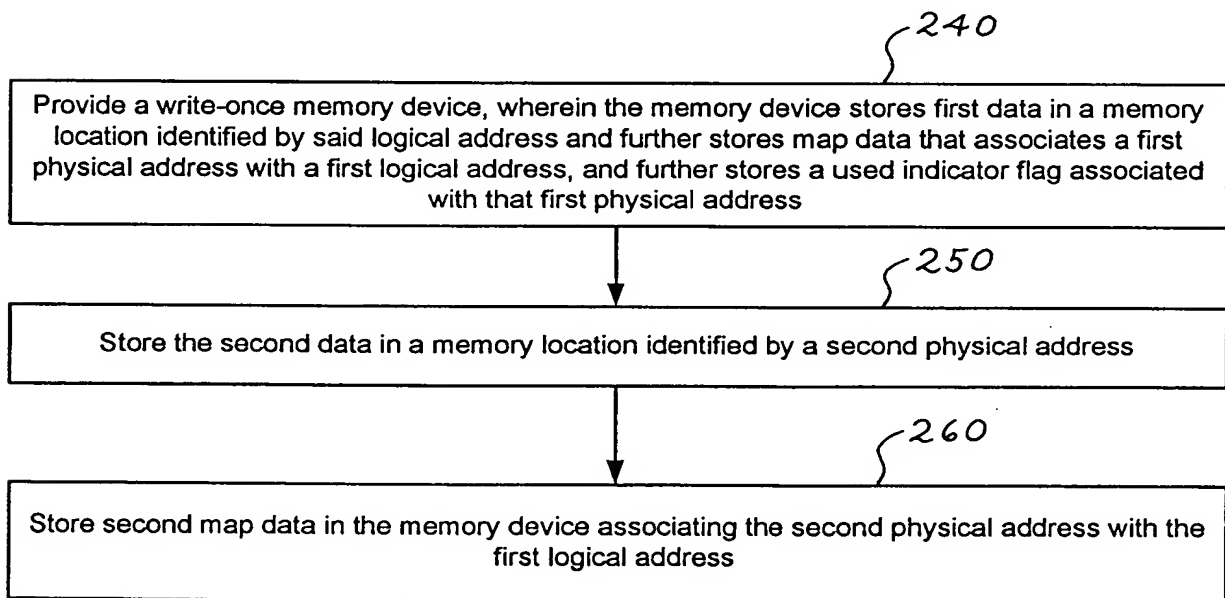 240
Provide a write-once memory device, wherein the memory device stores first data in a memory
location identified by said logical address and further stores map data that associates a first
physical address with a first logical address, and further stores a used indicator flag associated
with that first physical address
250
Store the second data in a memory location identified by a second physical address
260
Store second map data in the memory device associating the second physical address with the
first logical address